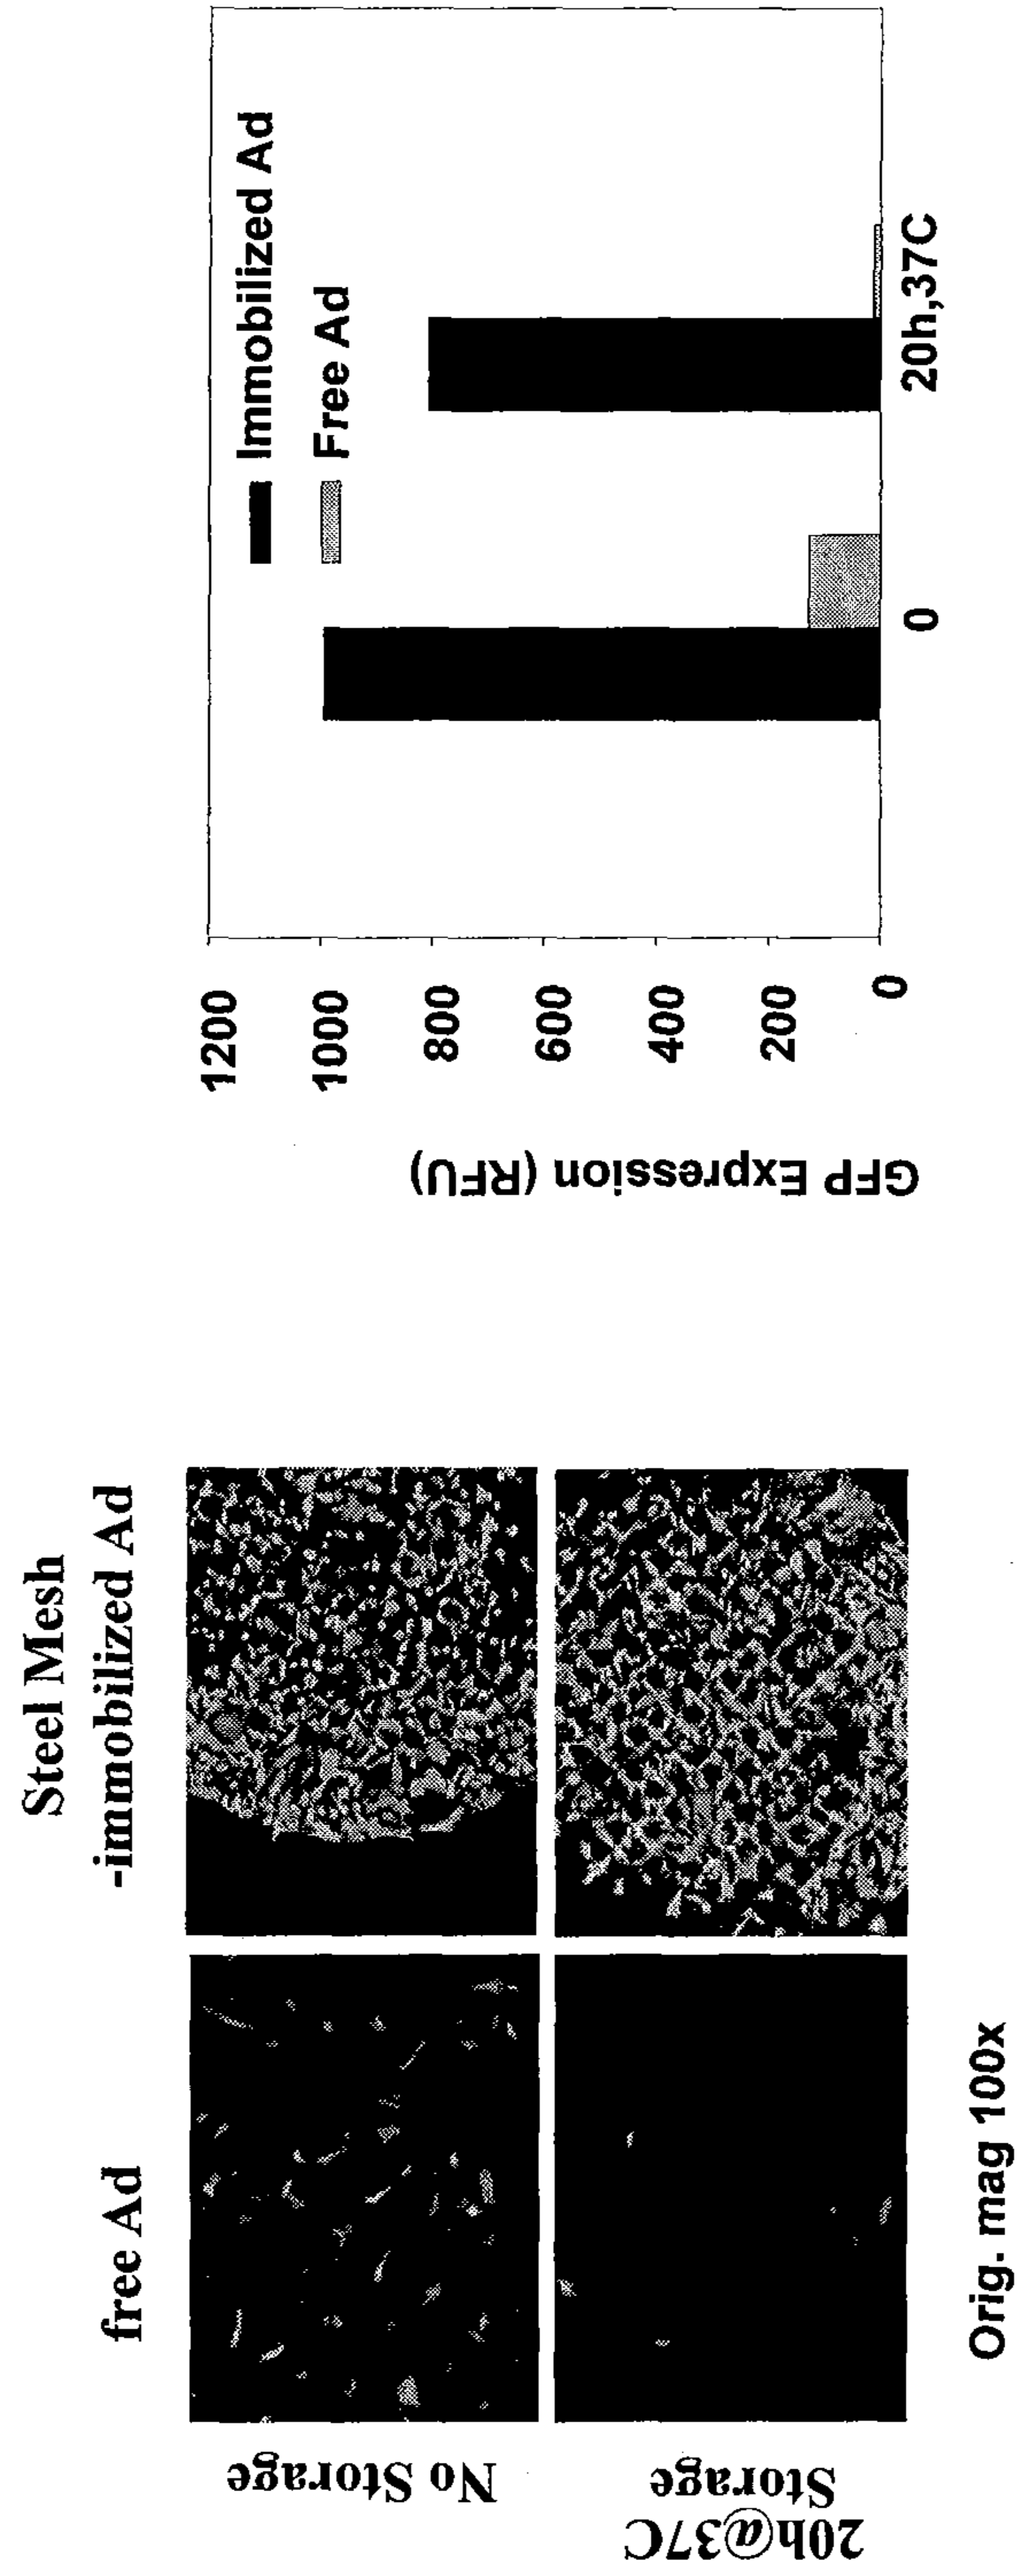 free Ad
Steel Mesh
-immobilized Ad
No Storage
20h@37C
Storage
Orig. mag 100x
GFP Expression (RFU)
1200
1000
800
600
400
200
0
Immobilized Ad
Free Ad
0
20h,37C